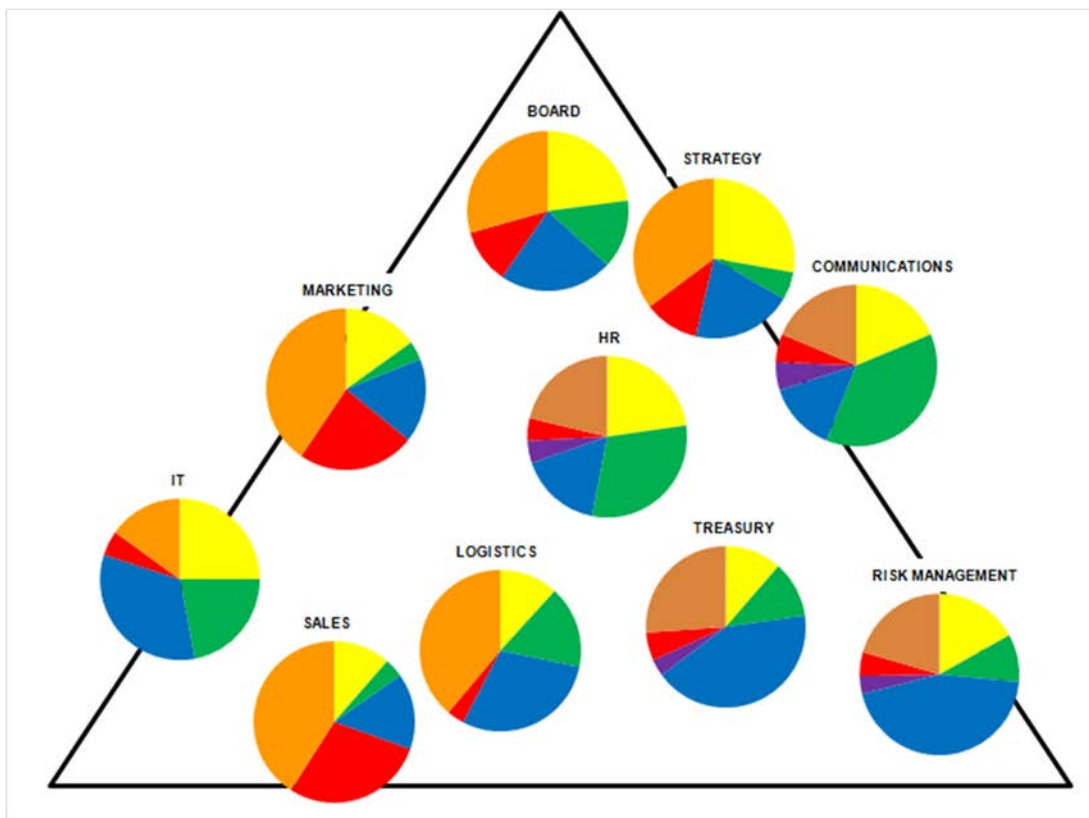 BOARD
STRATEGY
COMMUNICATIONS
MARKETING
HR
IT
TREASURY
LOGISTICS
RISK MANAGEMENT
SALES